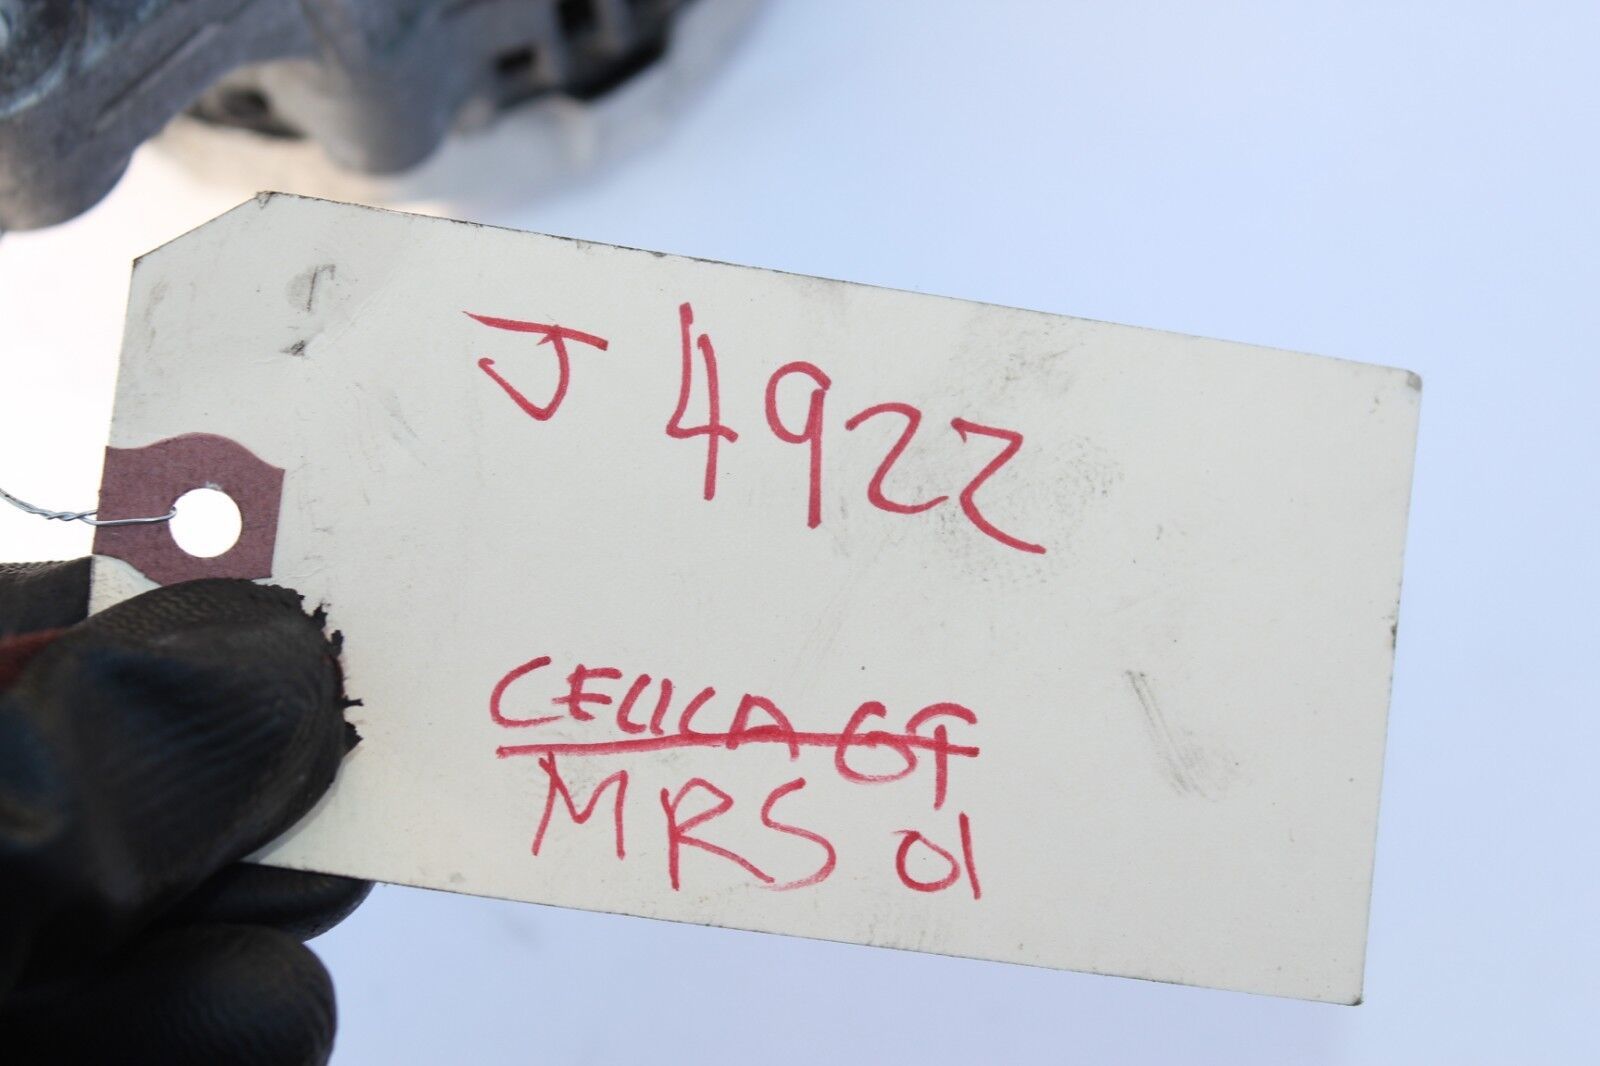 J 4922
CELICA GT
MRS 01